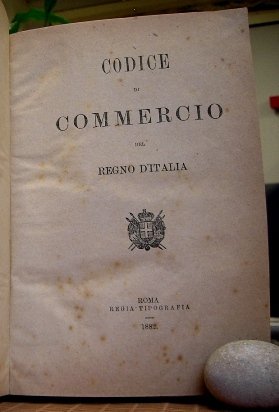 CODICE
DI
COMMERCIO
DEL
REGNO D'ITALIA
ROMA
REGIA TIPOGRAFIA
1882.